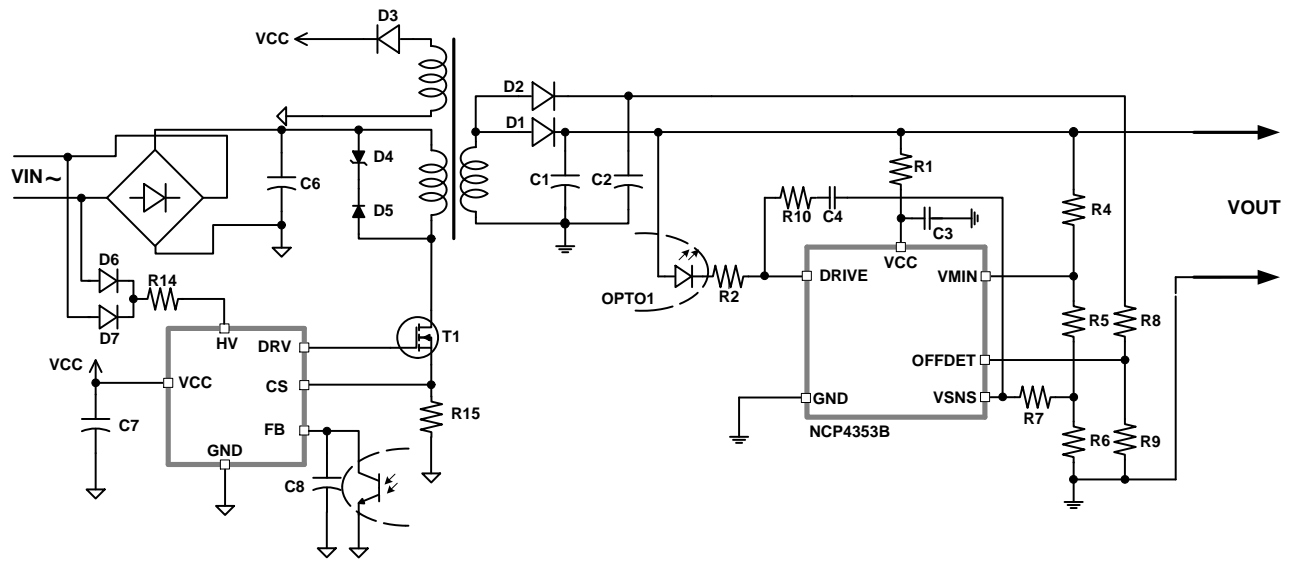 D3
VCC
D2
D1
D4
VIN~
C6
D5
C1
C2
R1
R4
VOUT
R10
C4
C3
D6
R14
VCC
DRIVE
VMIN
OPTO1
R2
D7
HV
T1
R5
R8
DRV
OFFDET
VCC
VCC
CS
VSNS
GND
R7
C7
FB
R15
NCP4353B
R6
R9
GND
C8